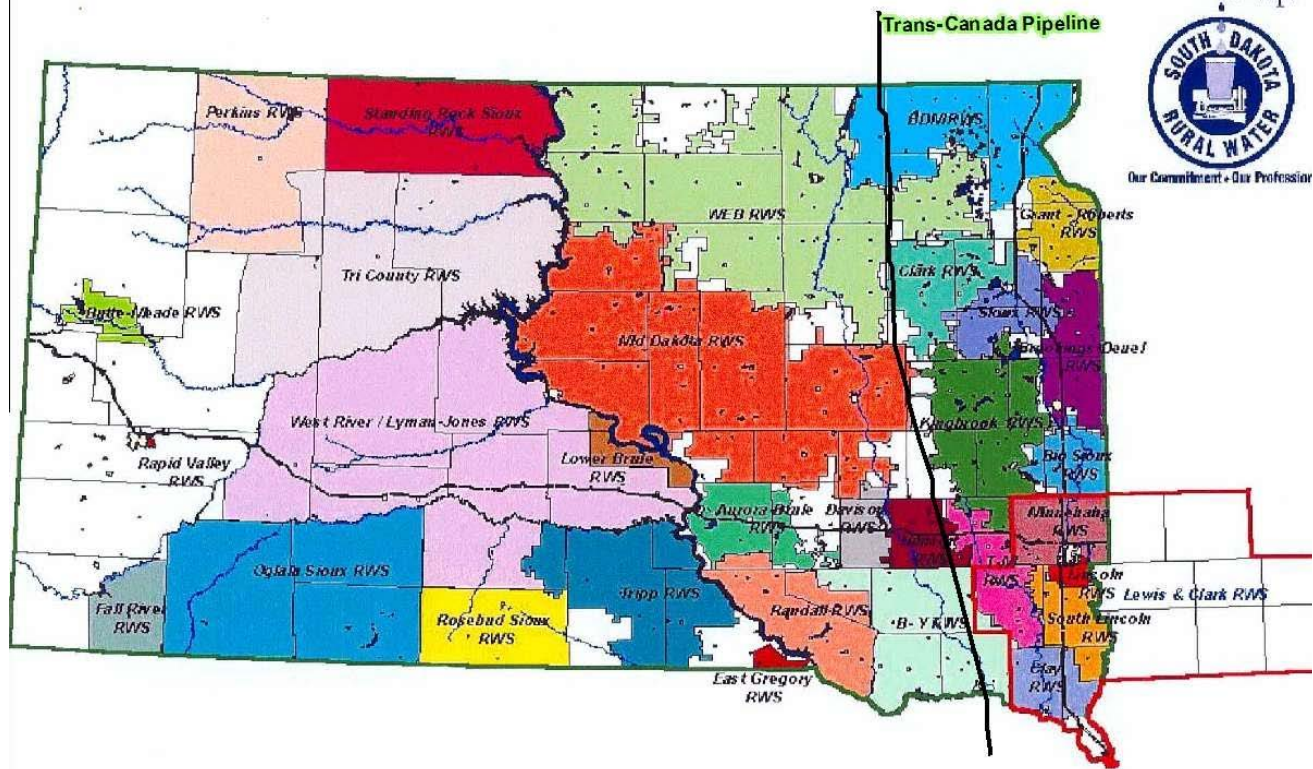 Trans-Canada Pipeline
SOUTH DAKOTA
RURAL WATER
Our Commitment • Our Profession
Perkins RWS
Standing Rock Sioux
RWS
BDM RWS
WEB RWS
Grant - Roberts
RWS
Tri County RWS
Clark RWS
Butte-Meade RWS
Sioux RWS
Mid Dakota RWS
Brookings Deuel
RWS
West River / Lyman-Jones RWS
Kingbrook RWS
Rapid Valley
RWS
Lower Brule
RWS
Big Sioux
RWS
Aurora-Brule
RWS
Davison
RWS
Minnehaha
RWS
Oglala Sioux RWS
Tripp RWS
RWS
Lincoln
RWS
Lewis & Clark RWS
Fall River
RWS
Rosebud Sioux
RWS
Randall RWS
B-Y RWS
South Lincoln
RWS
East Gregory
RWS
Clay
RWS